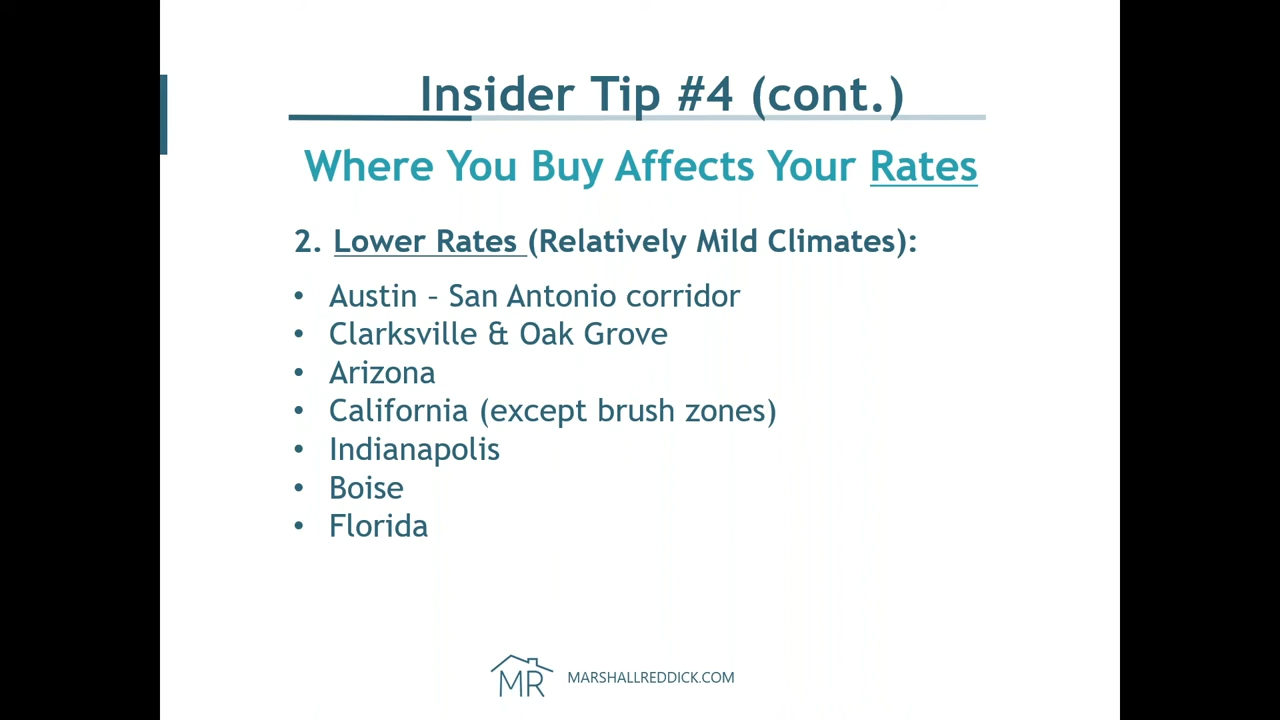 Insider Tip #4 (cont.)
Where You Buy Affects Your Rates
2. Lower Rates (Relatively Mild Climates):
• Austin – San Antonio corridor
• Clarksville & Oak Grove
• Arizona
• California (except brush zones)
• Indianapolis
• Boise
• Florida
MR MARSHALLREDDICK.COM